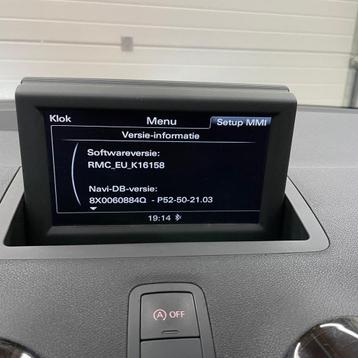 Klok
Menu
Setup MMI
Versie-informatie
Softwareversie:
RMC_EU_K16158
Navi-DB-versie:
8X0060884Q - P52-50-21.03
19:14
A OFF